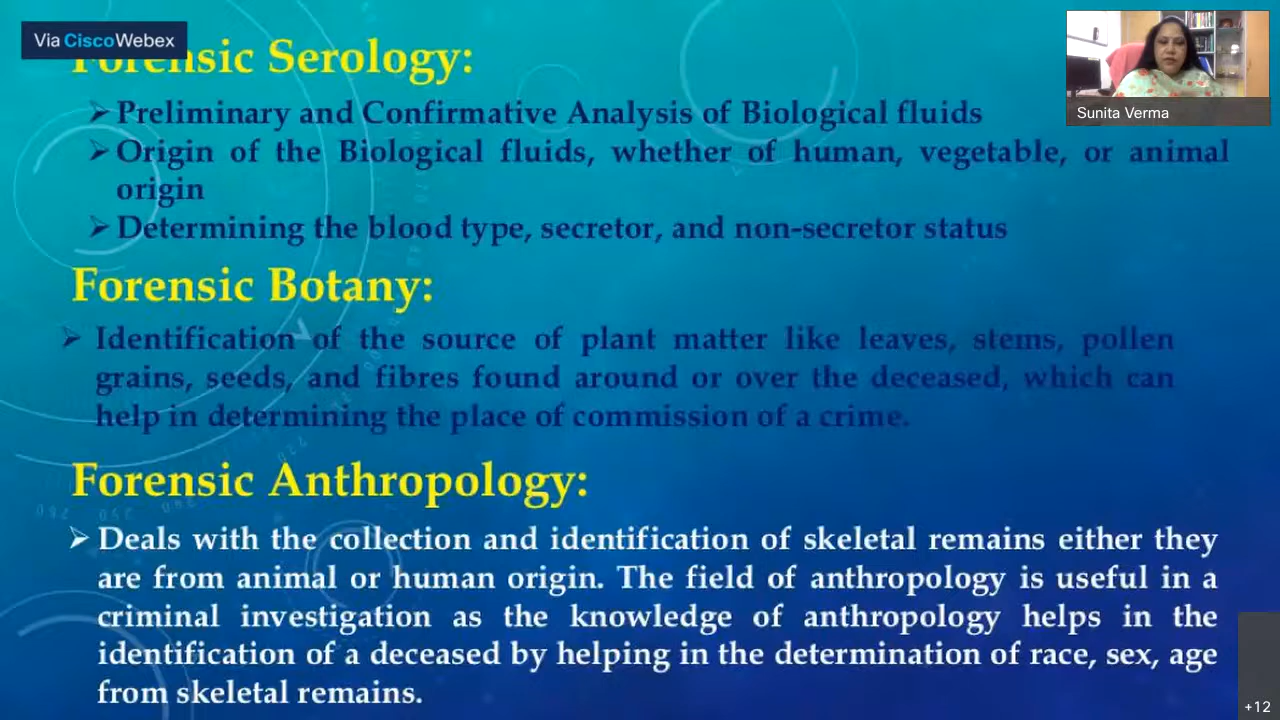 Via Cisco Webex
Forensic Serology:
➤ Preliminary and Confirmative Analysis of Biological fluids
➤ Origin of the Biological fluids, whether of human, vegetable, or animal
origin
➤ Determining the blood type, secretor, and non-secretor status
Forensic Botany:
➤ Identification of the source of plant matter like leaves, stems, pollen
grains, seeds, and fibres found around or over the deceased, which can
help in determining the place of commission of a crime.
Forensic Anthropology:
➤ Deals with the collection and identification of skeletal remains either they
are from animal or human origin. The field of anthropology is useful in a
criminal investigation as the knowledge of anthropology helps in the
identification of a deceased by helping in the determination of race, sex, age
from skeletal remains.
Sunita Verma
+12